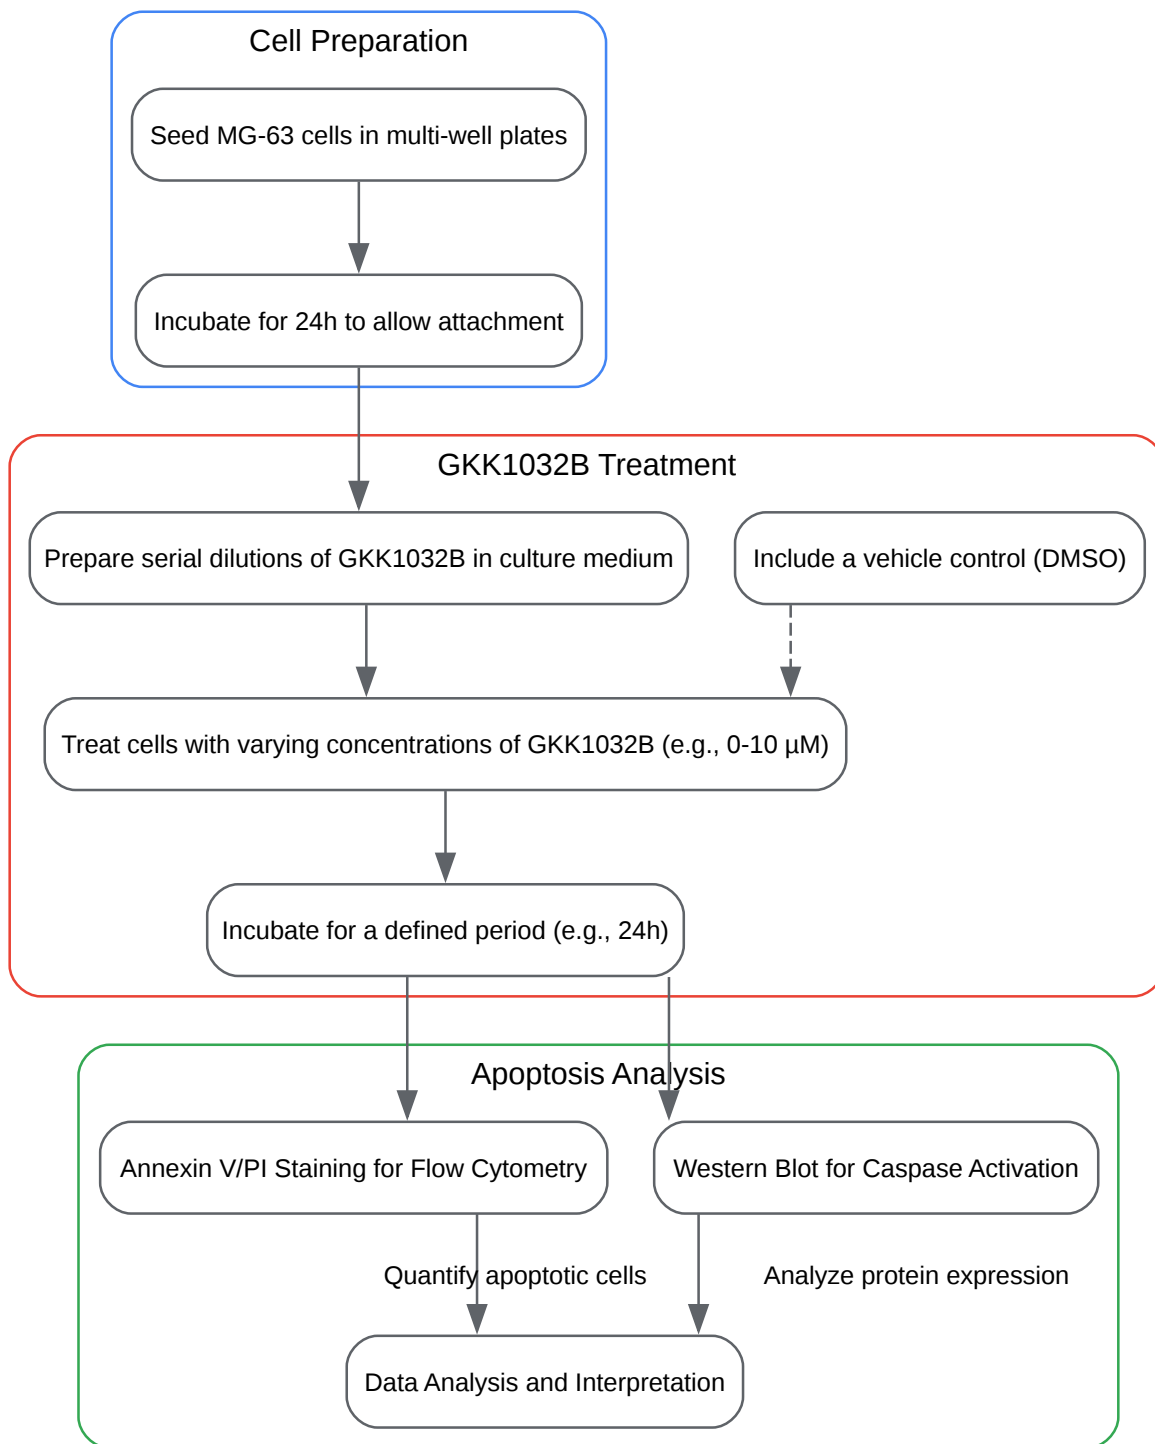 Cell Preparation
Seed MG-63 cells in multi-well plates
Incubate for 24h to allow attachment
GKK1032B Treatment
Prepare serial dilutions of GKK1032B in culture medium
Include a vehicle control (DMSO)
Treat cells with varying concentrations of GKK1032B (e.g., 0-10 µM)
Incubate for a defined period (e.g., 24h)
Apoptosis Analysis
Annexin V/PI Staining for Flow Cytometry
Western Blot for Caspase Activation
Quantify apoptotic cells
Analyze protein expression
Data Analysis and Interpretation